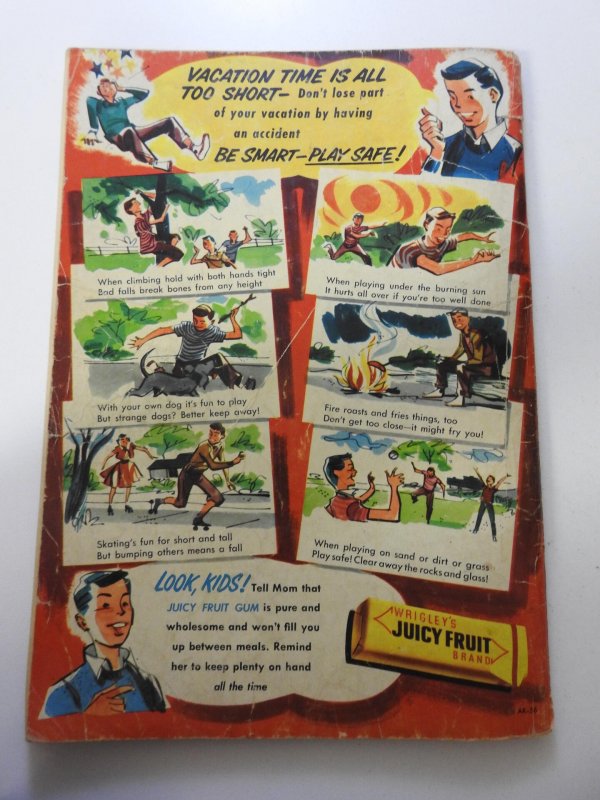 VACATION TIME IS ALL
TOO SHORT— Don't lose part
of your vacation by having
an accident
BE SMART—PLAY SAFE!
When climbing hold with both hands tight
Bad falls break bones from any height
When playing under the burning sun
It hurts all over if you're too well done
With your own dog it's fun to play
But strange dogs? Better keep away!
Fire roasts and fries things, too
Don't get too close—it might fry you!
Skating's fun for short and tall
But bumping others means a fall
When playing on sand or dirt or grass
Play safe! Clear away the rocks and glass!
LOOK, KIDS! Tell Mom that
JUICY FRUIT GUM is pure and
wholesome and won't fill you
up between meals. Remind
her to keep plenty on hand
all the time
WRIGLEY'S
JUICY FRUIT
BRAND